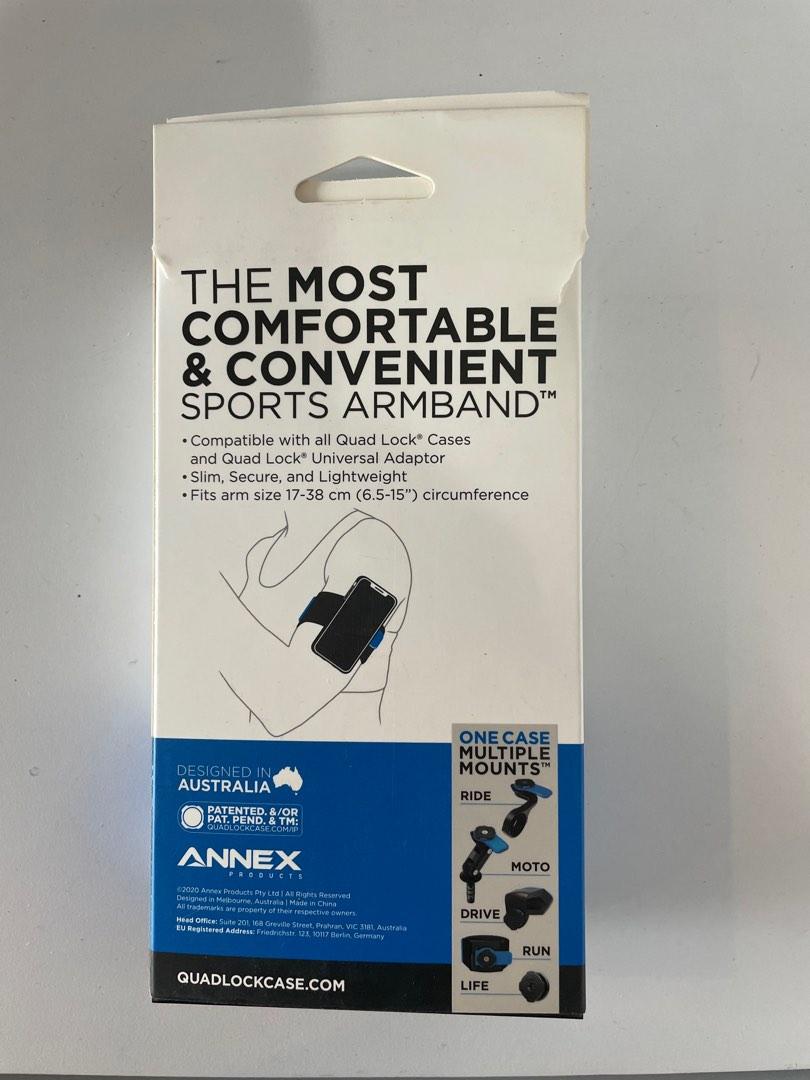 THE MOST
COMFORTABLE
& CONVENIENT
SPORTS ARMBAND™
• Compatible with all Quad Lock® Cases
and Quad Lock® Universal Adaptor
• Slim, Secure, and Lightweight
• Fits arm size 17-38 cm (6.5-15”) circumference
DESIGNED IN
AUSTRALIA
PATENTED. &/OR
PAT. PEND. & TM:
QUADLOCKCASE.COM/IP
ANNEX
PRODUCTS
©2020 Annex Products Pty Ltd | All Rights Reserved
Designed in Melbourne, Australia | Made in China
All trademarks are property of their respective owners.
Head Office: Suite 201, 168 Greville Street, Prahran, VIC 3181, Australia
EU Registered Address: Friedrichstr. 123, 10117 Berlin, Germany
QUADLOCKCASE.COM
ONE CASE
MULTIPLE
MOUNTS™
RIDE
MOTO
DRIVE
RUN
LIFE